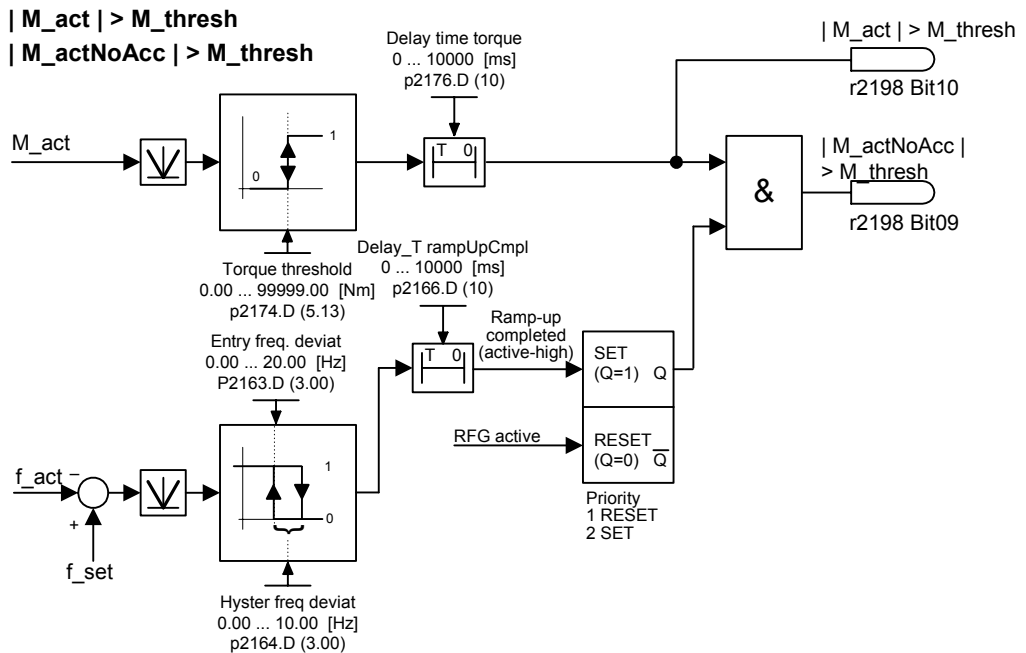 | M_act | > M_thresh
| M_actNoAcc | > M_thresh
Delay time torque
0 ... 10000 [ms]
p2176.D (10)
| M_act | > M_thresh
r2198 Bit10
M_act
1
0
T 0
&
| M_actNoAcc |
> M_thresh
r2198 Bit09
Torque threshold
0.00 ... 99999.00 [Nm]
p2174.D (5.13)
Delay_T rampUpCmpl
0 ... 10000 [ms]
p2166.D (10)
Entry freq. deviat
0.00 ... 20.00 [Hz]
P2163.D (3.00)
T 0
Ramp-up
completed
(active-high)
SET
(Q=1) Q
RFG active
RESET
(Q=0) Q̅
Priority
1 RESET
2 SET
f_act –
+
f_set
1
0
Hyster freq deviat
0.00 ... 10.00 [Hz]
p2164.D (3.00)